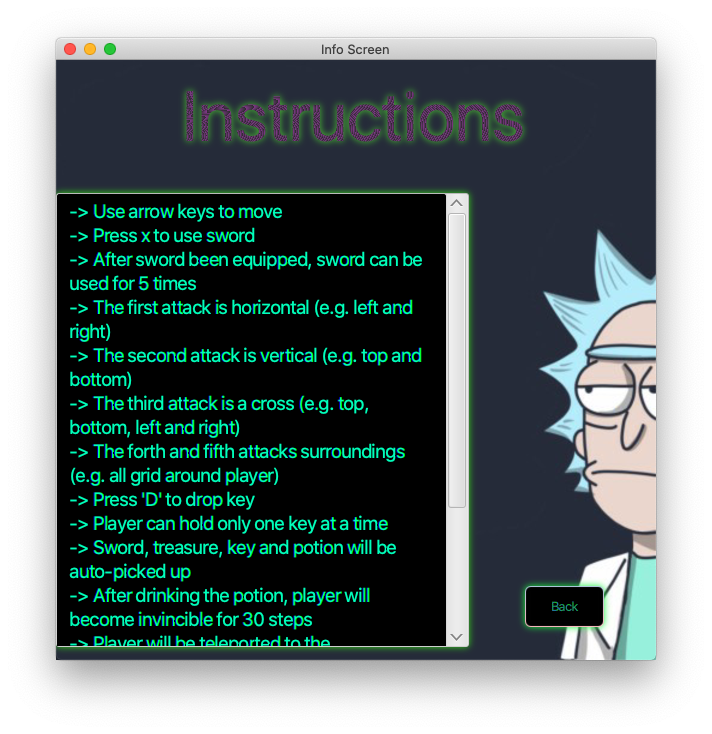 Info Screen
Instructions
-> Use arrow keys to move
-> Press x to use sword
-> After sword been equipped, sword can be
used for 5 times
-> The first attack is horizontal (e.g. left and
right)
-> The second attack is vertical (e.g. top and
bottom)
-> The third attack is a cross (e.g. top,
bottom, left and right)
-> The forth and fifth attacks surroundings
(e.g. all grid around player)
-> Press 'D' to drop key
-> Player can hold only one key at a time
-> Sword, treasure, key and potion will be
auto-picked up
-> After drinking the potion, player will
become invincible for 30 steps
-> Player will be teleported to the
Back